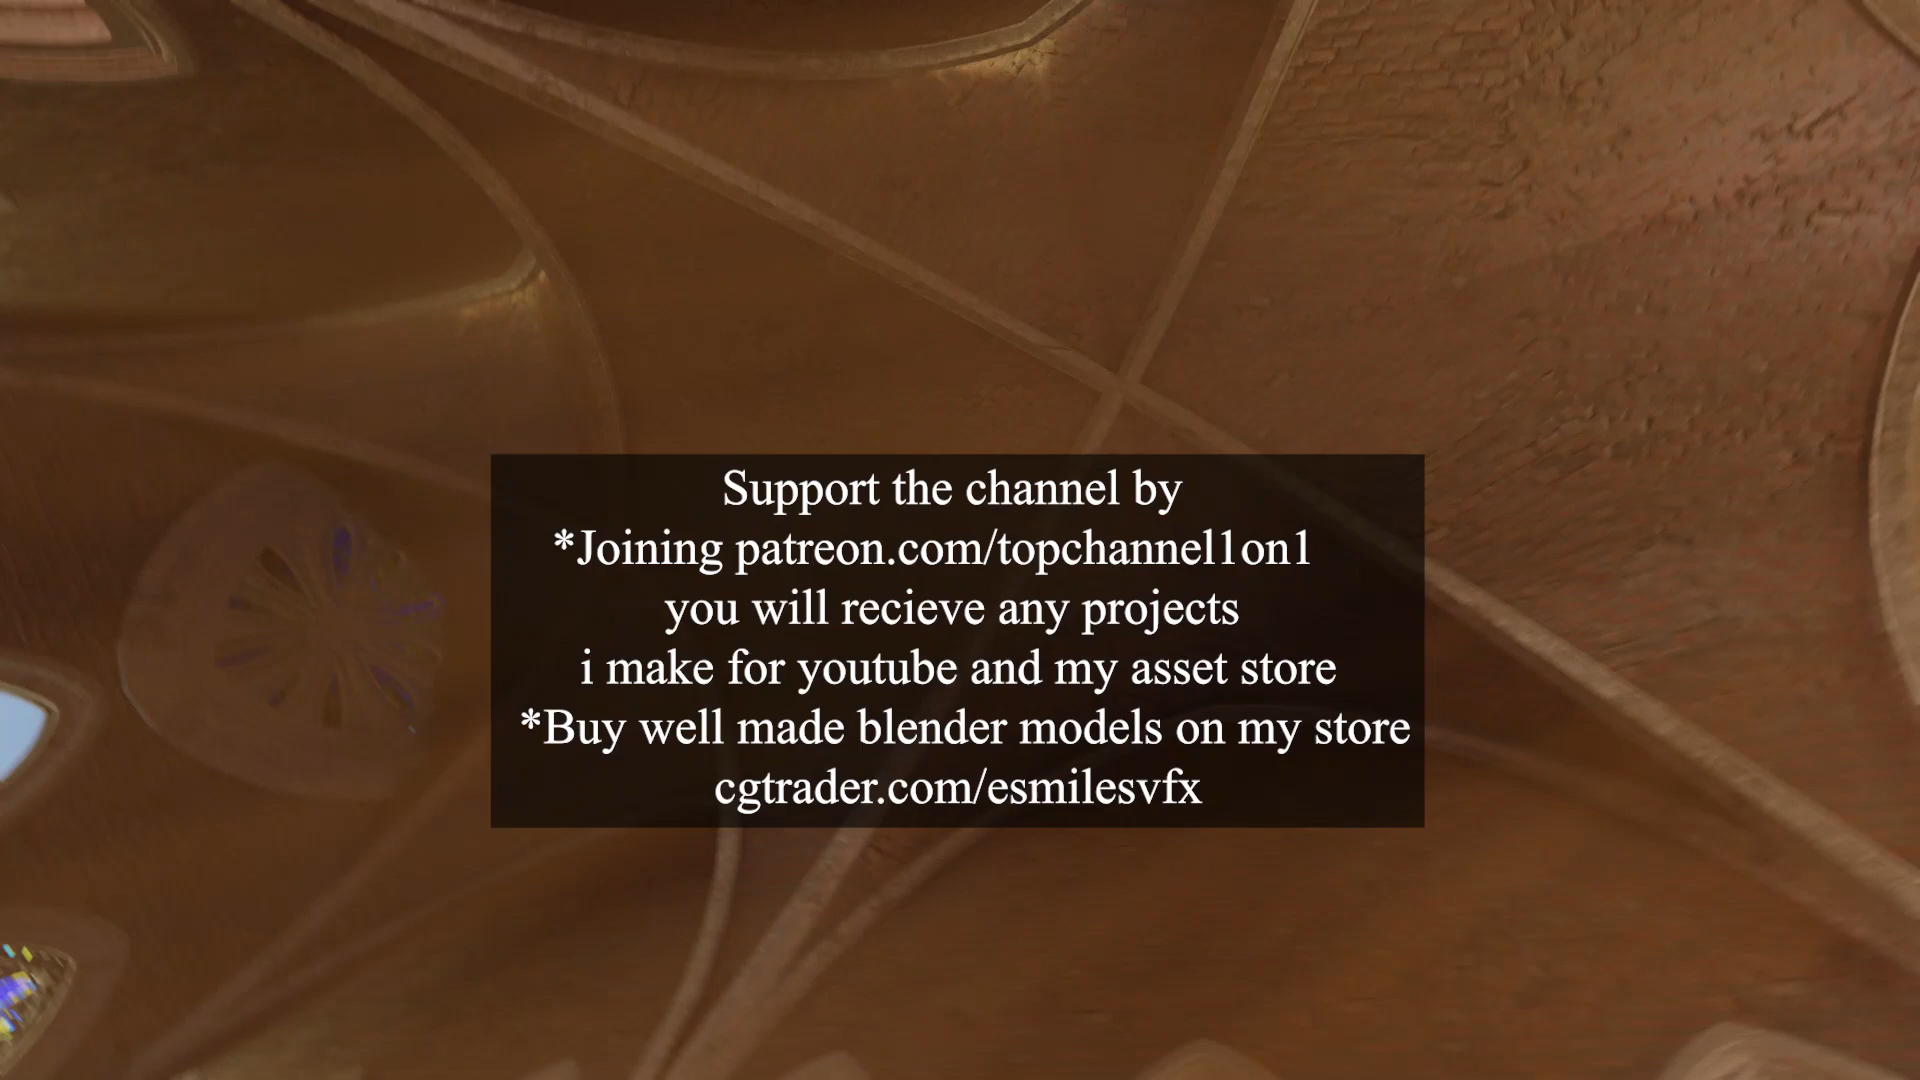 Support the channel by
*Joining patreon.com/topchannel1on1
you will recieve any projects
i make for youtube and my asset store
*Buy well made blender models on my store
cgtrader.com/esmilesvfx